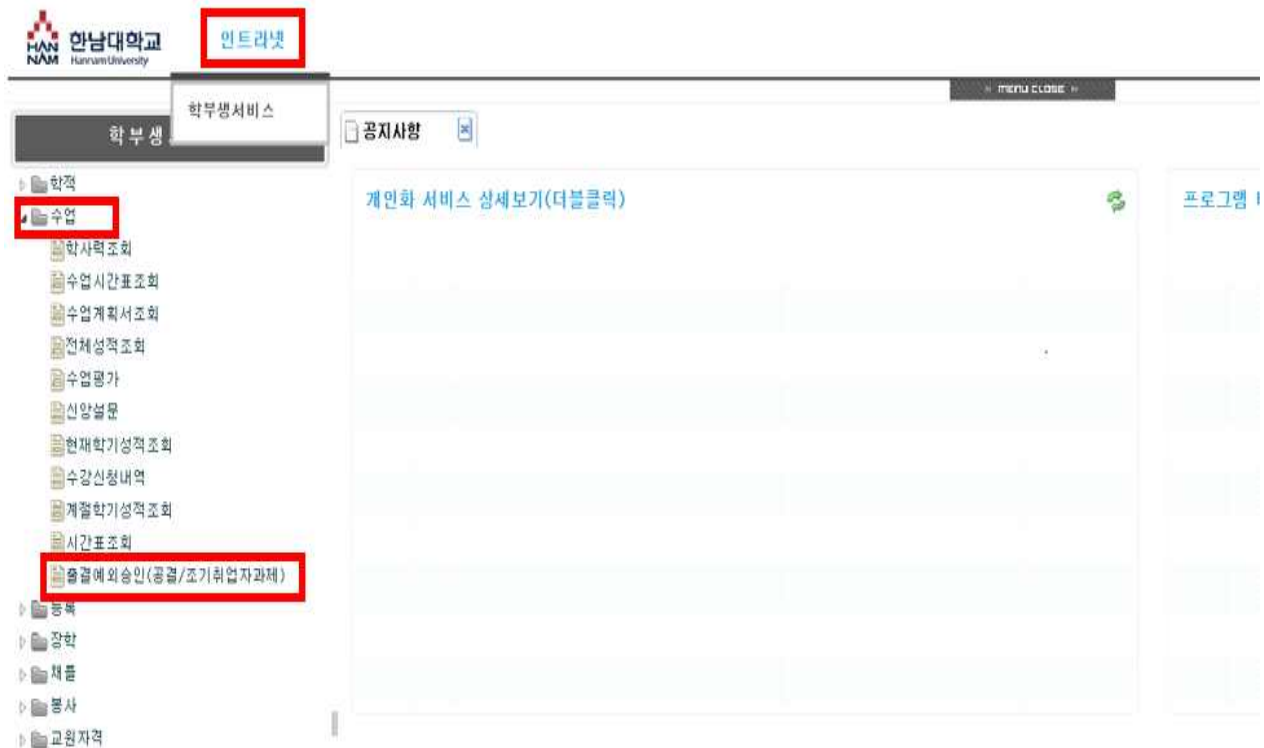 HAN
NAM
한남대학교
Hannam University
인트라넷
학부생서비스
MENU CLOSE
학부생
공지사항
학적
수업
학사력조회
수업시간표조회
수업계획서조회
전체성적조회
수업평가
신앙설문
현재학기성적조회
수강신청내역
계절학기성적조회
시간표조회
출결예외승인(공결/조기취업자과제)
등록
장학
채플
봉사
교원자격
개인화 서비스 상세보기(더블클릭)
프로그램